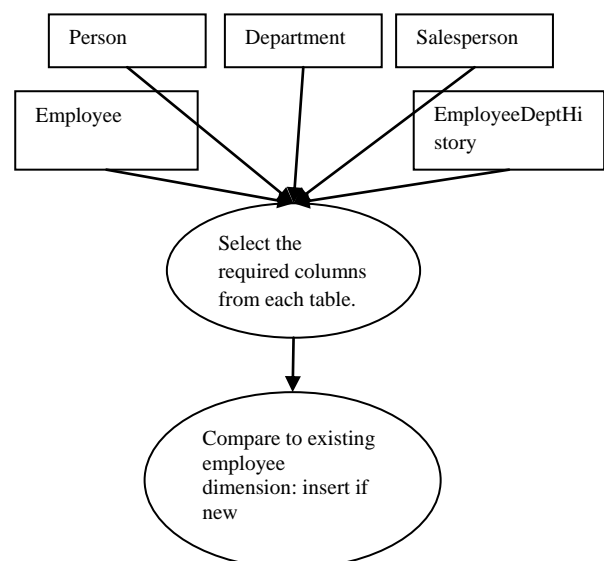 Person
Department
Salesperson
Employee
EmployeeDeptHi
story
Select the
required columns
from each table.
Compare to existing
employee
dimension: insert if
new